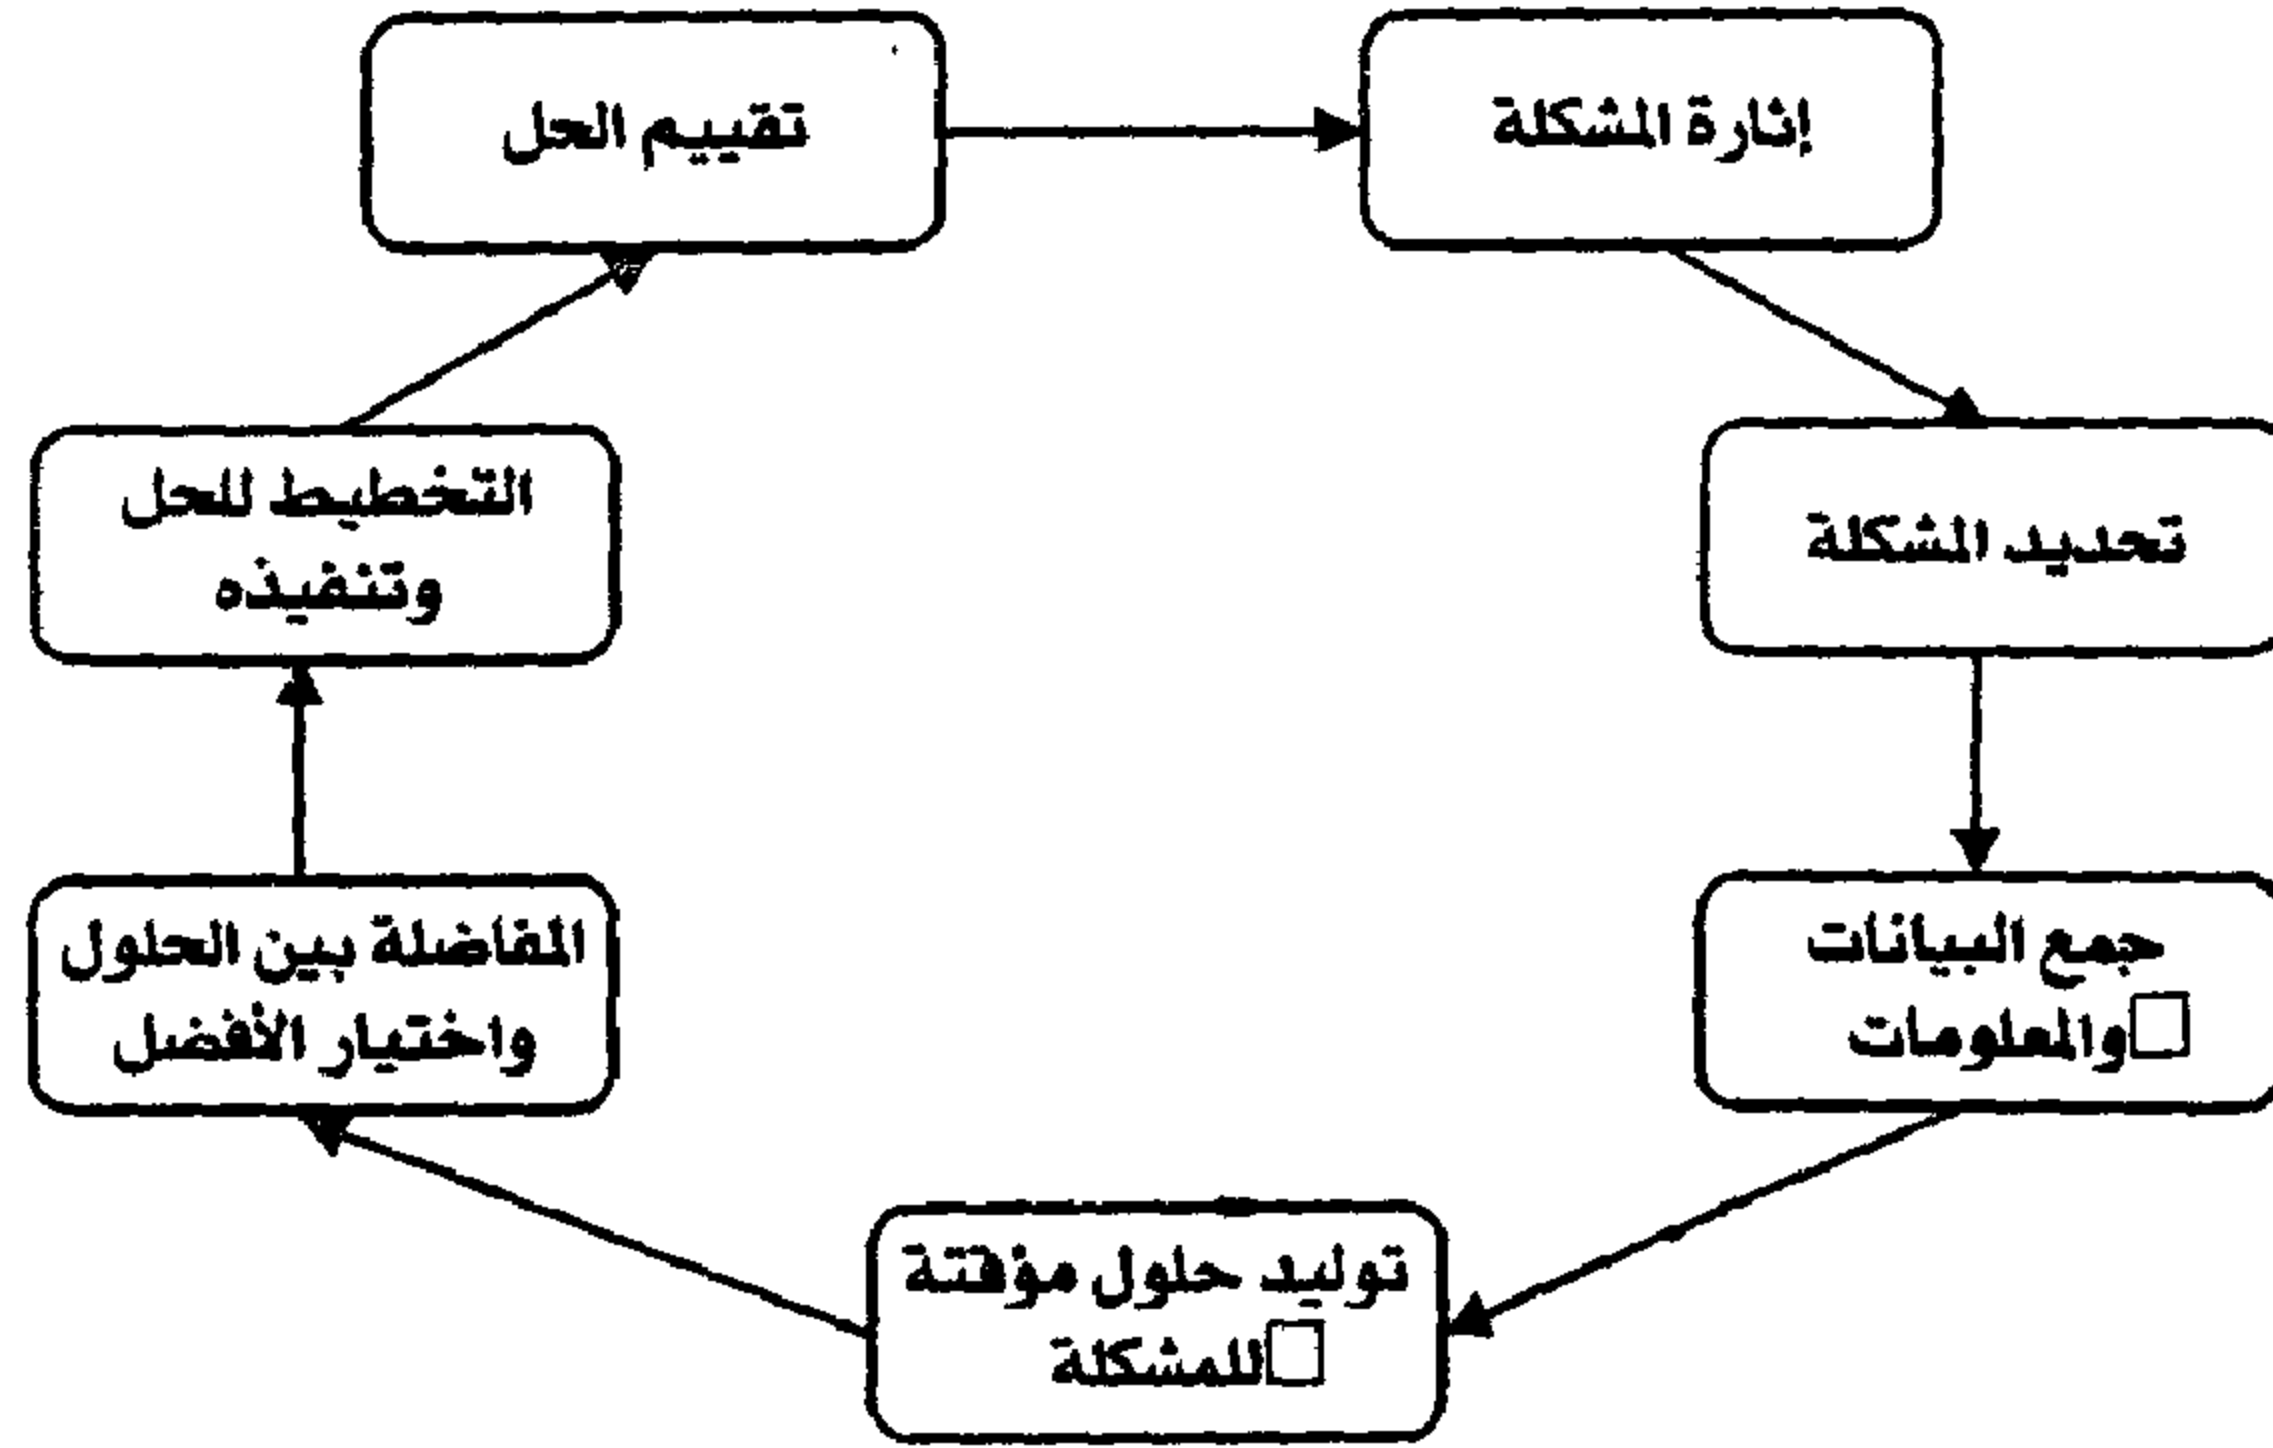 إثارة المشكلة
تقييم الحل
تحديد المشكلة
التخطيط للحل
وتنفيذه
جمع البيانات
والمعلومات
المفاضلة بين الحلول
واختيار الأفضل
توليد حلول مؤقتة
للمشكلة